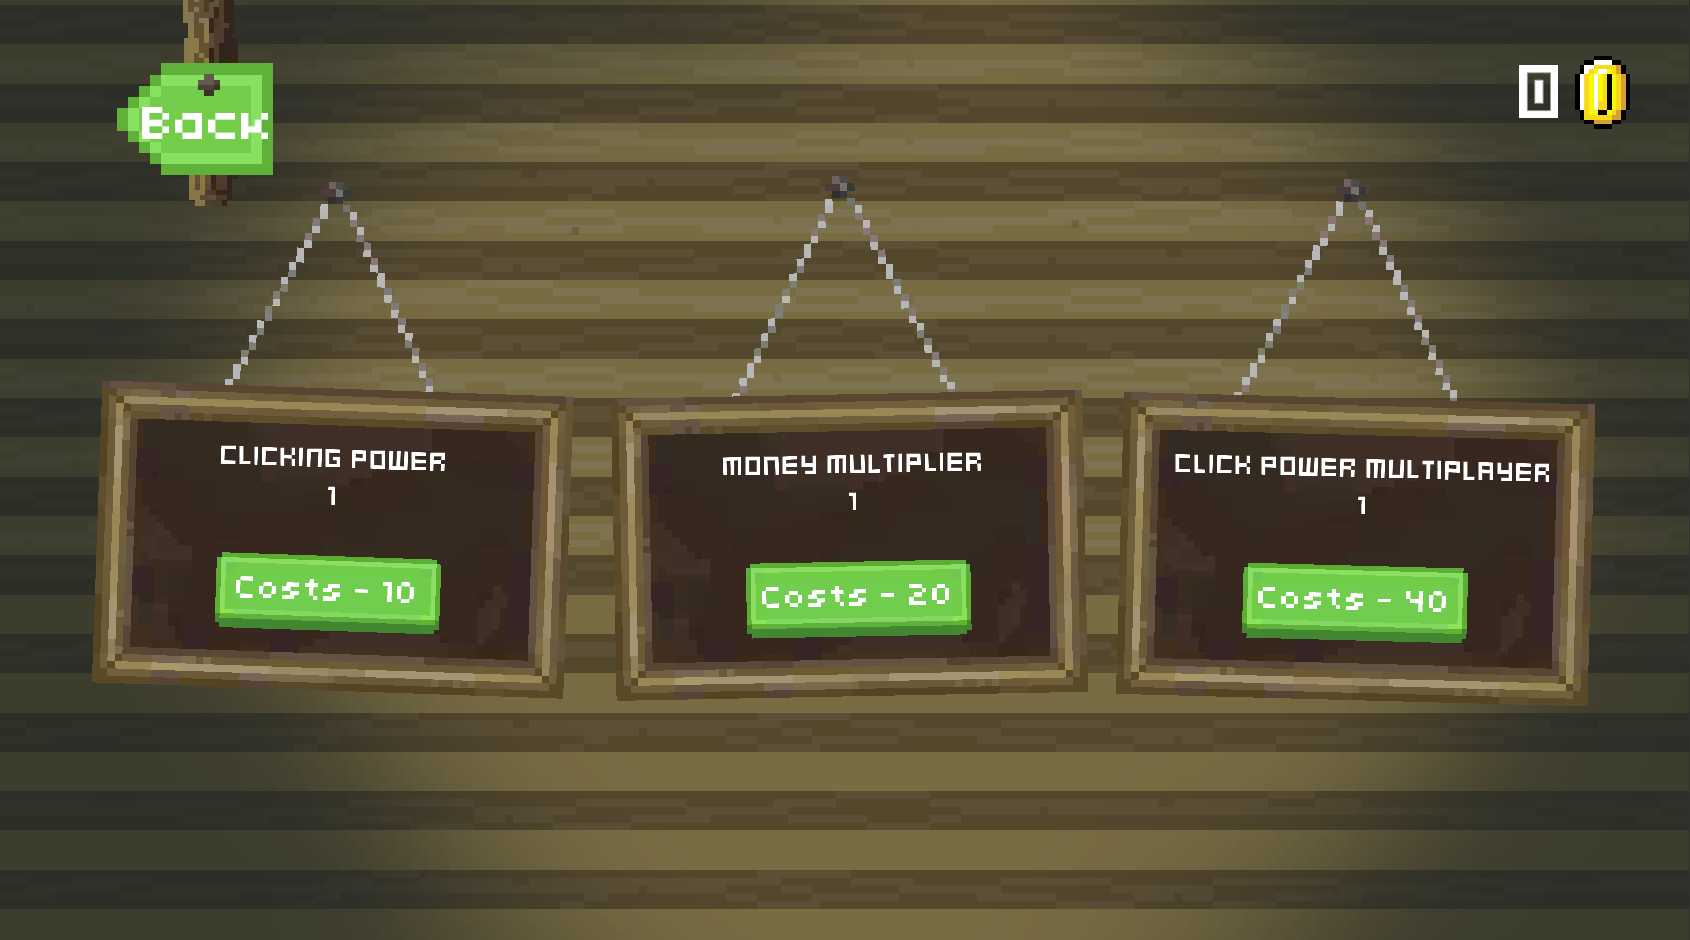 Back
0
CLICKING POWER
1
Costs - 10
MONEY MULTIPLIER
1
Costs - 20
CLICK POWER MULTIPLAYER
1
Costs - 40